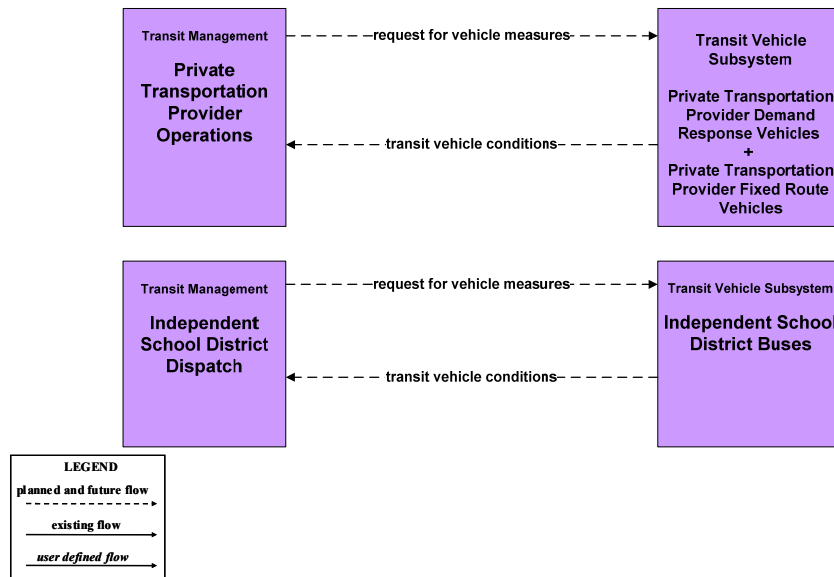 Transit Management
Private
Transportation
Provider
Operations
request for vehicle measures
transit vehicle conditions
Transit Vehicle
Subsystem
Private Transportation
Provider Demand
Response Vehicles
+
Private Transportation
Provider Fixed Route
Vehicles
Transit Management
Independent
School District
Dispatch
request for vehicle measures
transit vehicle conditions
Transit Vehicle Subsystem
Independent School
District Buses
LEGEND
planned and future flow
existing flow
user defined flow